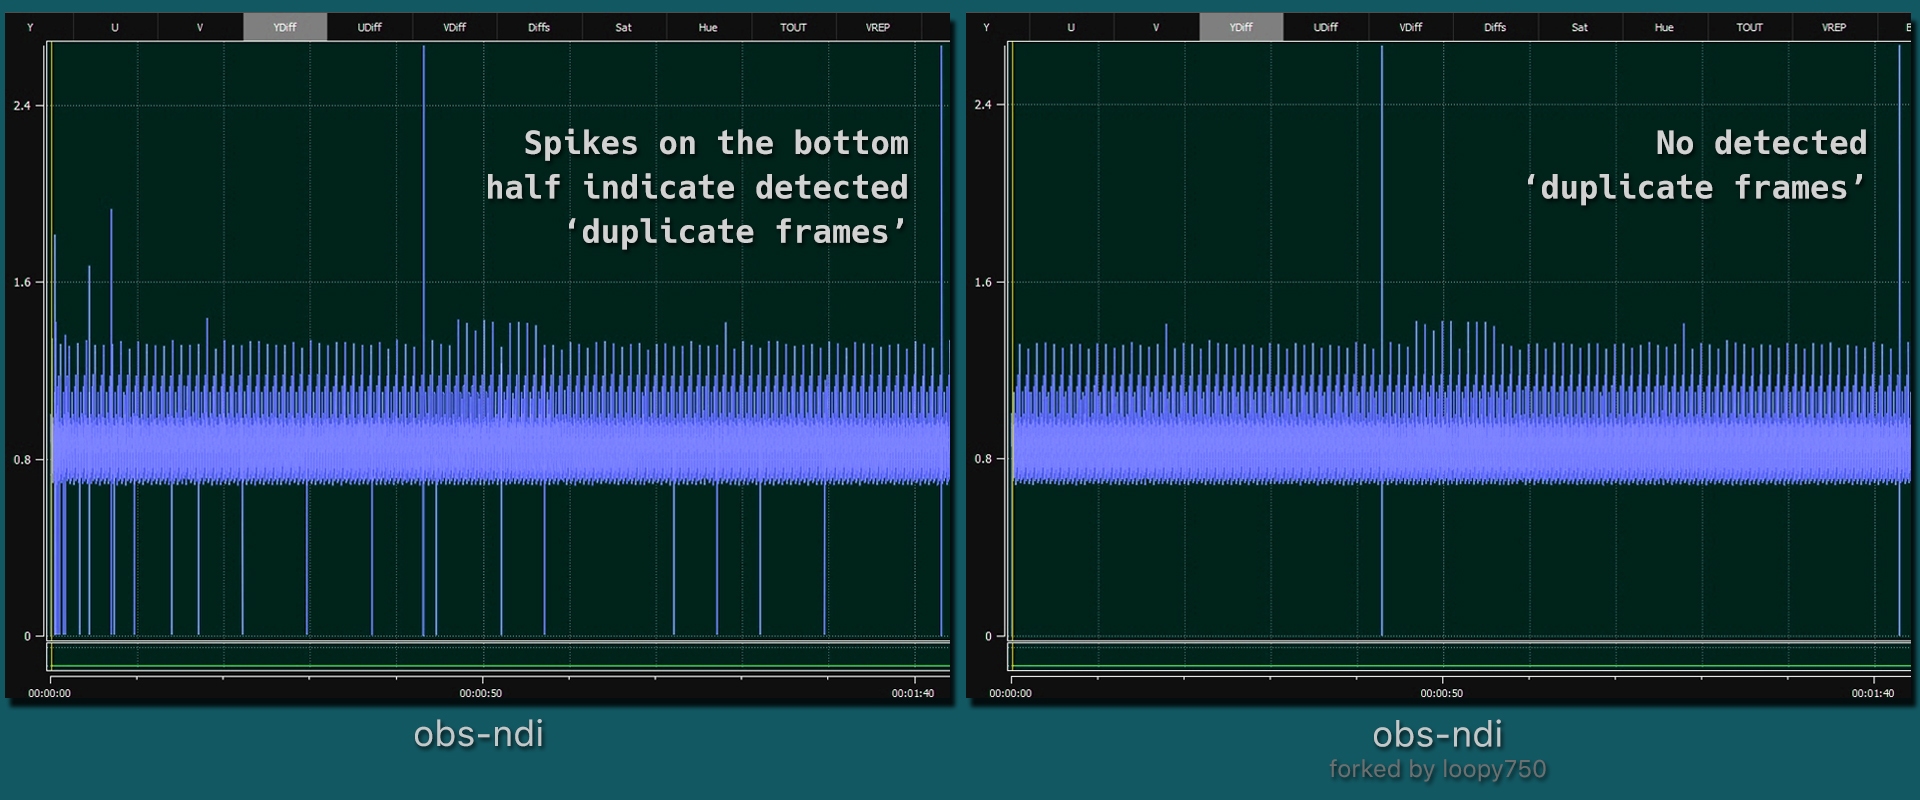 Y U V YDiff UDiff VDiff Diffs Sat Hue TOUT VREP
2.4
Spikes on the bottom
half indicate detected
‘duplicate frames’
1.6
0.8
0
00:00:00 00:00:50 00:01:40
obs-ndi
Y U V YDiff UDiff VDiff Diffs Sat Hue TOUT VREP
2.4
No detected
‘duplicate frames’
1.6
0.8
0
00:00:00 00:00:50 00:01:40
obs-ndi
forked by loopy750